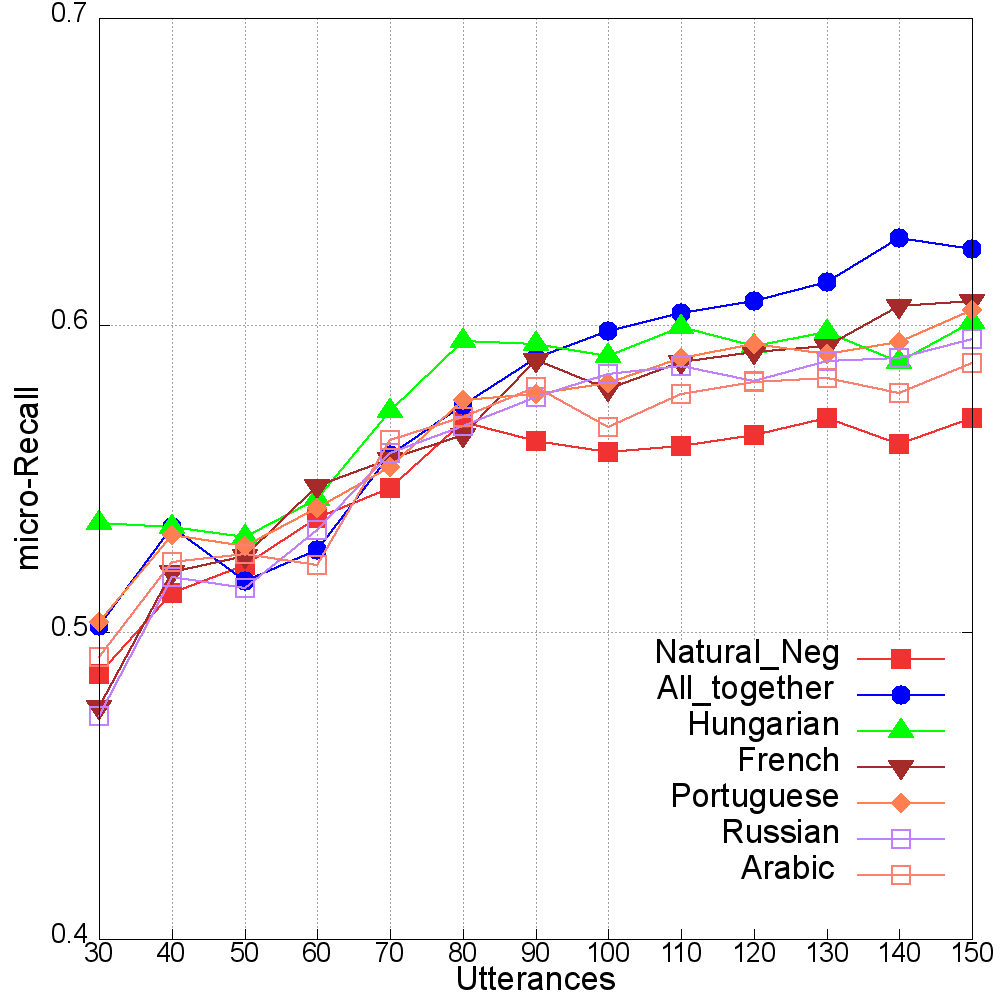 0.7
0.6
0.5
0.4
micro-Recall
Natural_Neg
All_together
Hungarian
French
Portuguese
Russian
Arabic
30 40 50 60 70 80 90 100 110 120 130 140 150
Utterances